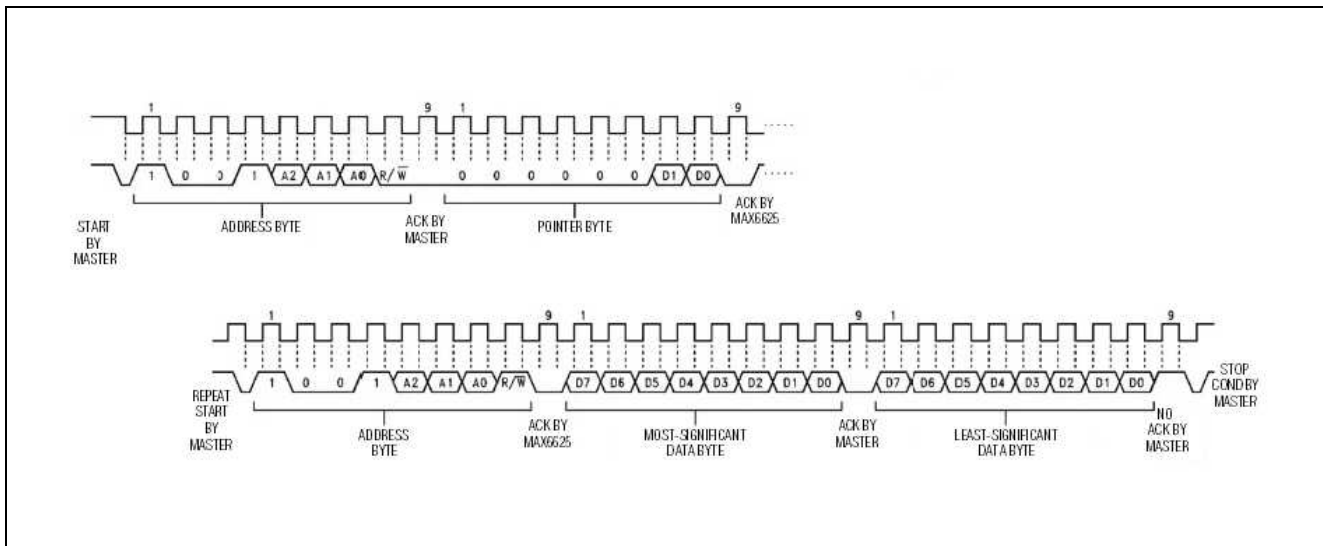 1 9 1 9
1 0 0 1 A2 A1 A0 R/W 0 0 0 0 0 0 D1 D0
START BY MASTER
ADDRESS BYTE
ACK BY MASTER
POINTER BYTE
ACK BY MAX6625
1 9 1 9 1 9
1 0 0 1 A2 A1 A0 R/W D7 D6 D5 D4 D3 D2 D1 D0 D7 D6 D5 D4 D3 D2 D1 D0
REPEAT START BY MASTER
ADDRESS BYTE
ACK BY MAX6625
MOST-SIGNIFICANT DATA BYTE
ACK BY MASTER
LEAST-SIGNIFICANT DATA BYTE
NO ACK BY MASTER
STOP COND BY MASTER